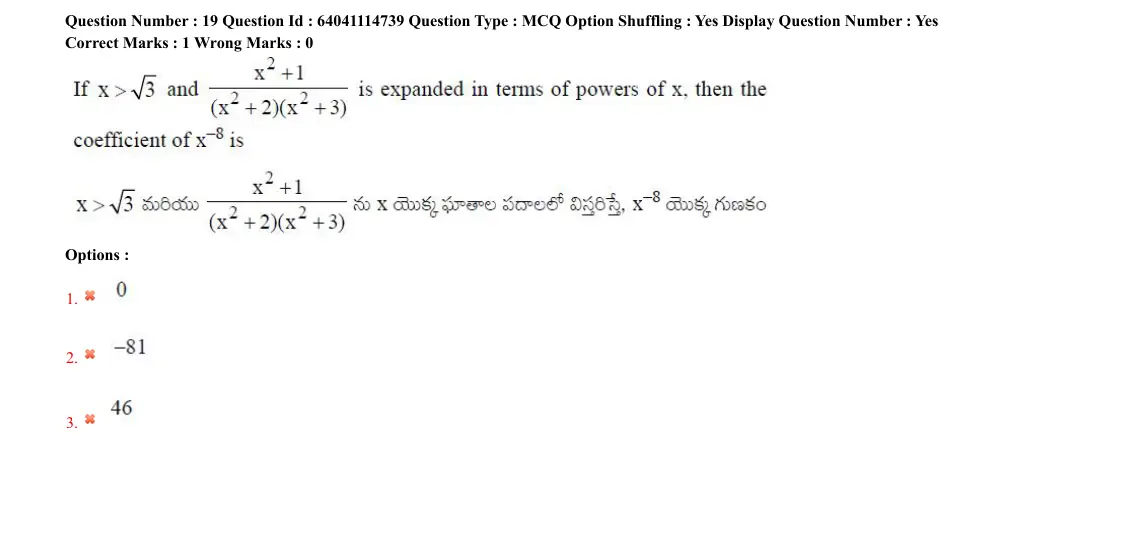 Question Number : 19 Question Id : 64041114739 Question Type : MCQ Option Shuffling : Yes Display Question Number : Yes
Correct Marks : 1 Wrong Marks : 0
If x > √3 and (x² + 1)/((x² + 2)(x² + 3)) is expanded in terms of powers of x, then the
coefficient of x⁻⁸ is
x > √3 మరియు (x² + 1)/((x² + 2)(x² + 3)) ను x యొక్క ఘాతాల పదాలలో విస్తరిస్తే, x⁻⁸ యొక్క గుణకం
Options :
1. ✖ 0
2. ✖ –81
3. ✖ 46